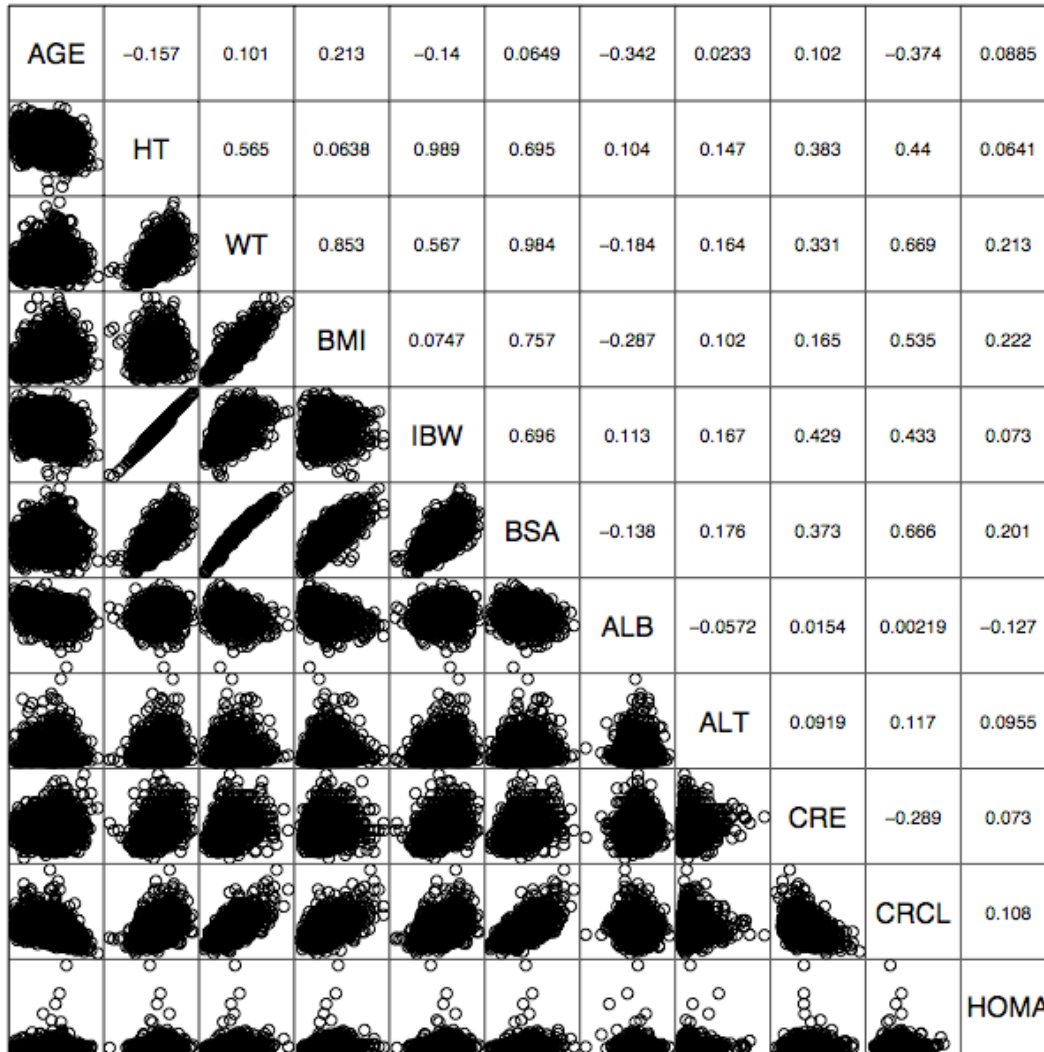 AGE −0.157 0.101 0.213 −0.14 0.0649 −0.342 0.0233 0.102 −0.374 0.0885
HT 0.565 0.0638 0.989 0.695 0.104 0.147 0.383 0.44 0.0641
WT 0.853 0.567 0.984 −0.184 0.164 0.331 0.669 0.213
BMI 0.0747 0.757 −0.287 0.102 0.165 0.535 0.222
IBW 0.696 0.113 0.167 0.429 0.433 0.073
BSA −0.138 0.176 0.373 0.666 0.201
ALB −0.0572 0.0154 0.00219 −0.127
ALT 0.0919 0.117 0.0955
CRE −0.289 0.073
CRCL 0.108
HOMA